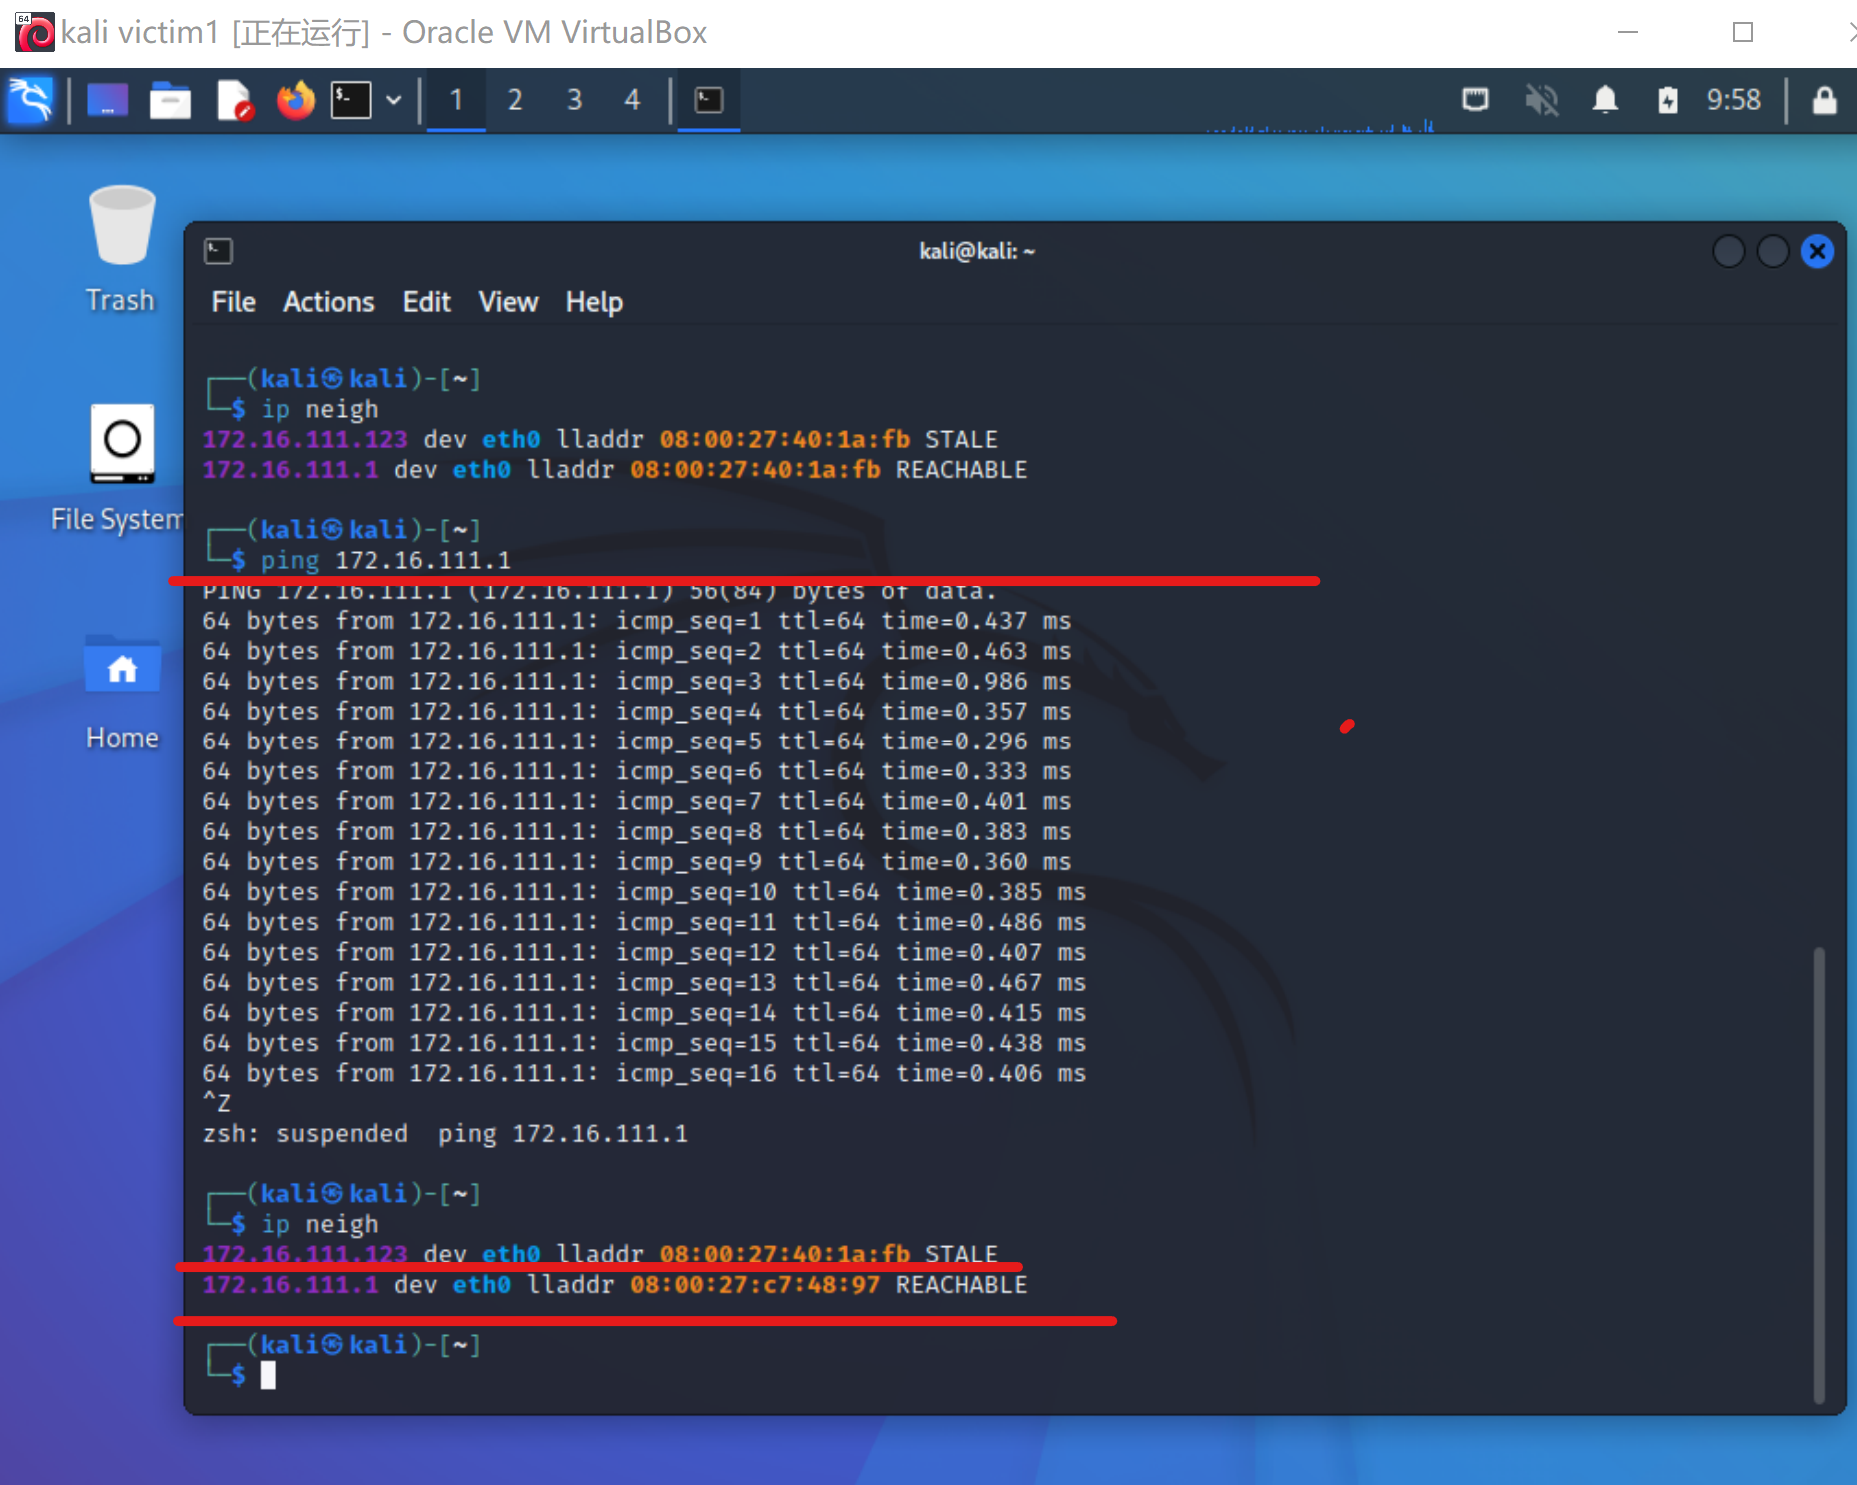 64
kali victim1 [正在运行] - Oracle VM VirtualBox
$-
1 2 3 4
9:58
Trash
File System
Home
kali@kali: ~
File Actions Edit View Help
┌──(kali㉿kali)-[~]
└─$ ip neigh
172.16.111.123 dev eth0 lladdr 08:00:27:40:1a:fb STALE
172.16.111.1 dev eth0 lladdr 08:00:27:40:1a:fb REACHABLE
┌──(kali㉿kali)-[~]
└─$ ping 172.16.111.1
PING 172.16.111.1 (172.16.111.1) 56(84) bytes of data.
64 bytes from 172.16.111.1: icmp_seq=1 ttl=64 time=0.437 ms
64 bytes from 172.16.111.1: icmp_seq=2 ttl=64 time=0.463 ms
64 bytes from 172.16.111.1: icmp_seq=3 ttl=64 time=0.986 ms
64 bytes from 172.16.111.1: icmp_seq=4 ttl=64 time=0.357 ms
64 bytes from 172.16.111.1: icmp_seq=5 ttl=64 time=0.296 ms
64 bytes from 172.16.111.1: icmp_seq=6 ttl=64 time=0.333 ms
64 bytes from 172.16.111.1: icmp_seq=7 ttl=64 time=0.401 ms
64 bytes from 172.16.111.1: icmp_seq=8 ttl=64 time=0.383 ms
64 bytes from 172.16.111.1: icmp_seq=9 ttl=64 time=0.360 ms
64 bytes from 172.16.111.1: icmp_seq=10 ttl=64 time=0.385 ms
64 bytes from 172.16.111.1: icmp_seq=11 ttl=64 time=0.486 ms
64 bytes from 172.16.111.1: icmp_seq=12 ttl=64 time=0.407 ms
64 bytes from 172.16.111.1: icmp_seq=13 ttl=64 time=0.467 ms
64 bytes from 172.16.111.1: icmp_seq=14 ttl=64 time=0.415 ms
64 bytes from 172.16.111.1: icmp_seq=15 ttl=64 time=0.438 ms
64 bytes from 172.16.111.1: icmp_seq=16 ttl=64 time=0.406 ms
^Z
zsh: suspended  ping 172.16.111.1
┌──(kali㉿kali)-[~]
└─$ ip neigh
172.16.111.123 dev eth0 lladdr 08:00:27:40:1a:fb STALE
172.16.111.1 dev eth0 lladdr 08:00:27:c7:48:97 REACHABLE
┌──(kali㉿kali)-[~]
└─$